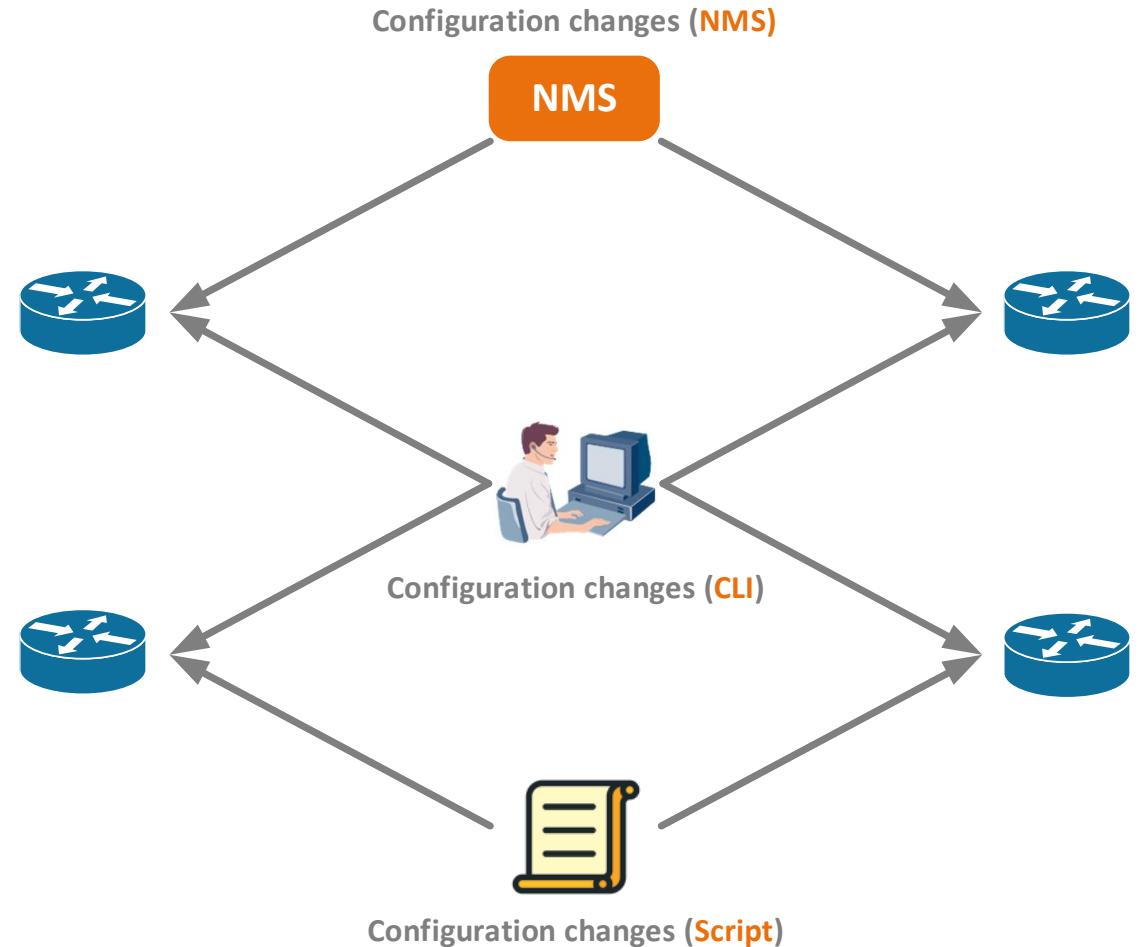 Configuration changes (NMS)
NMS
Configuration changes (CLI)
Configuration changes (Script)